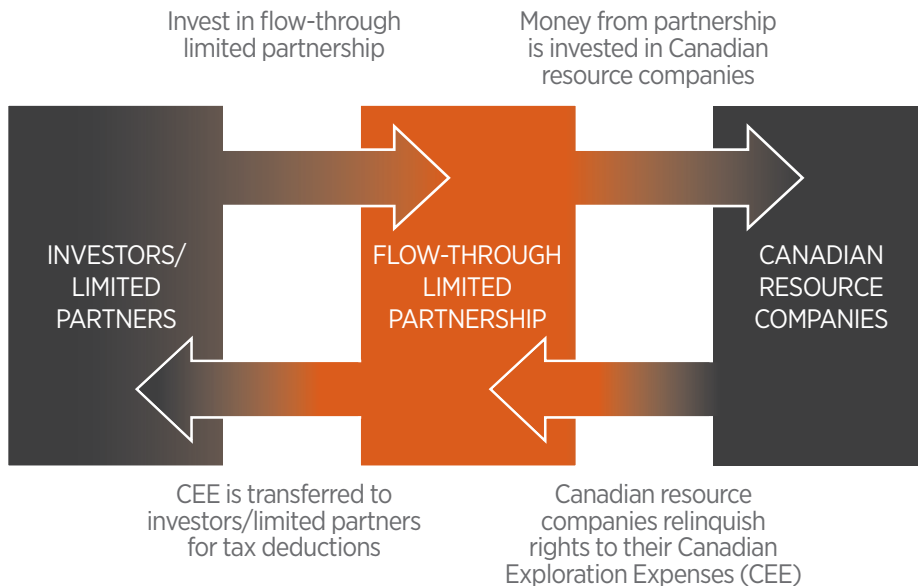 Invest in flow-through
limited partnership
Money from partnership
is invested in Canadian
resource companies
INVESTORS/
LIMITED
PARTNERS
FLOW-THROUGH
LIMITED
PARTNERSHIP
CANADIAN
RESOURCE
COMPANIES
CEE is transferred to
investors/limited partners
for tax deductions
Canadian resource
companies relinquish
rights to their Canadian
Exploration Expenses (CEE)